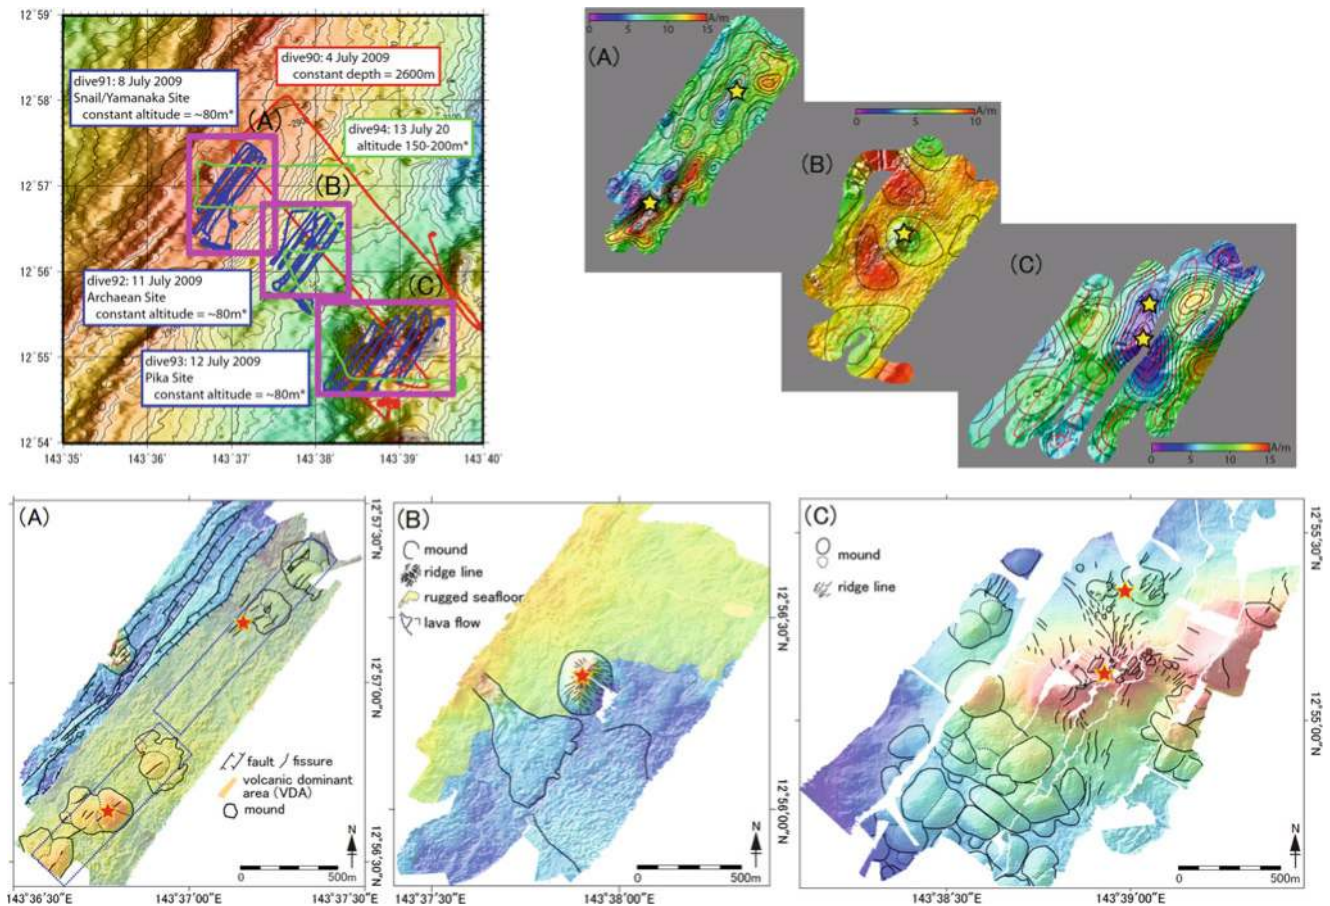 12°59'
12°58'
12°57'
12°56'
12°55'
12°54'
143°35'
143°36'
143°37'
143°38'
143°39'
143°40'
dive90: 4 July 2009
constant depth = 2600m
dive91: 8 July 2009
Snail/Yamanaka Site
constant altitude = ~80m*
dive94: 13 July 20
altitude 150-200m*
dive92: 11 July 2009
Archaean Site
constant altitude = ~80m*
dive93: 12 July 2009
Pika Site
constant altitude = ~80m*
(A)
(B)
(C)
0 5 10 15 A/m
(A)
0 5 10 A/m
(B)
(C)
0 5 10 15 A/m
(A)
fault / fissure
volcanic dominant
area (VDA)
mound
N
0 500m
12°57'30"N
12°57'00"N
12°56'30"N
143°36'30"E
143°37'00"E
143°37'30"E
(B)
mound
ridge line
rugged seafloor
lava flow
N
0 500m
12°56'30"N
12°56'00"N
143°37'30"E
143°38'00"E
(C)
mound
ridge line
N
0 500m
12°55'30"N
12°55'00"N
143°38'30"E
143°39'00"E